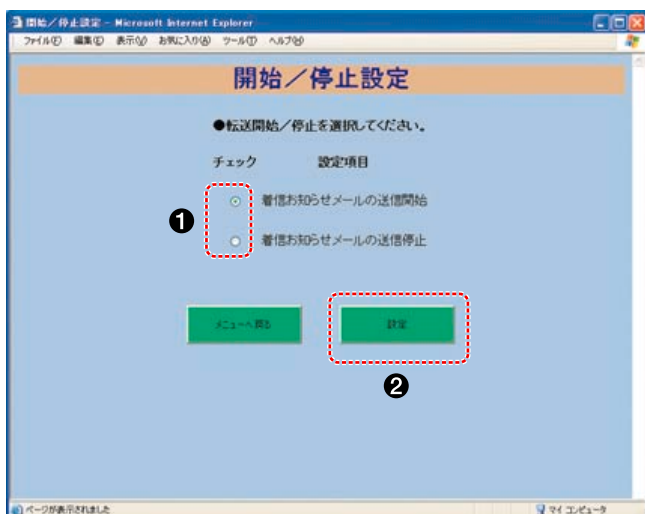 開始／停止設定 - Microsoft Internet Explorer
ファイル(F) 編集(E) 表示(V) お気に入り(A) ツール(T) ヘルプ(H)
開始／停止設定
●転送開始／停止を選択してください。
チェック 設定項目
❶
着信お知らせメールの送信開始
着信お知らせメールの送信停止
メニューへ戻る 設定
❷
ページが表示されました マイ コンピュータ